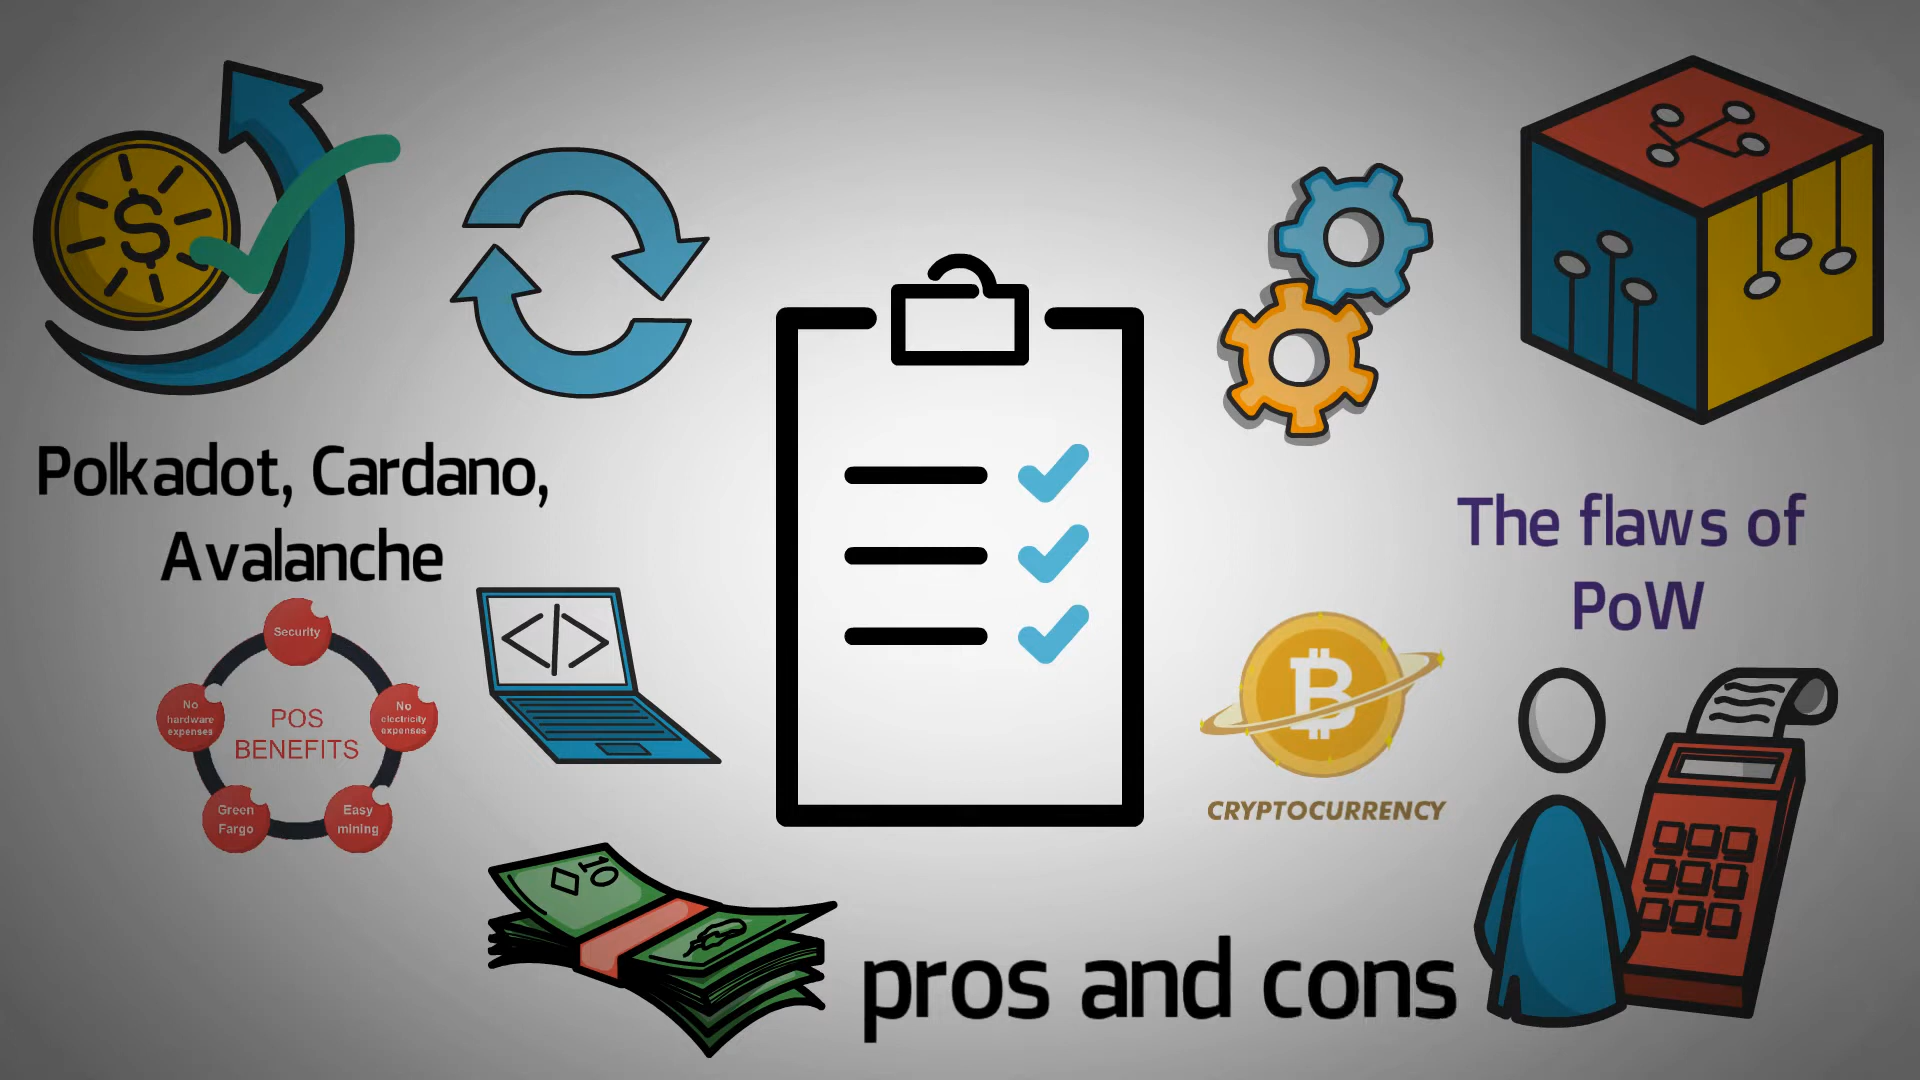 Polkadot, Cardano,
Avalanche
The flaws of
PoW
Security
No
hardware
expenses
No
electricity
expenses
POS
BENEFITS
Green
Fargo
Easy
mining
</>
B
CRYPTOCURRENCY
$
10
pros and cons